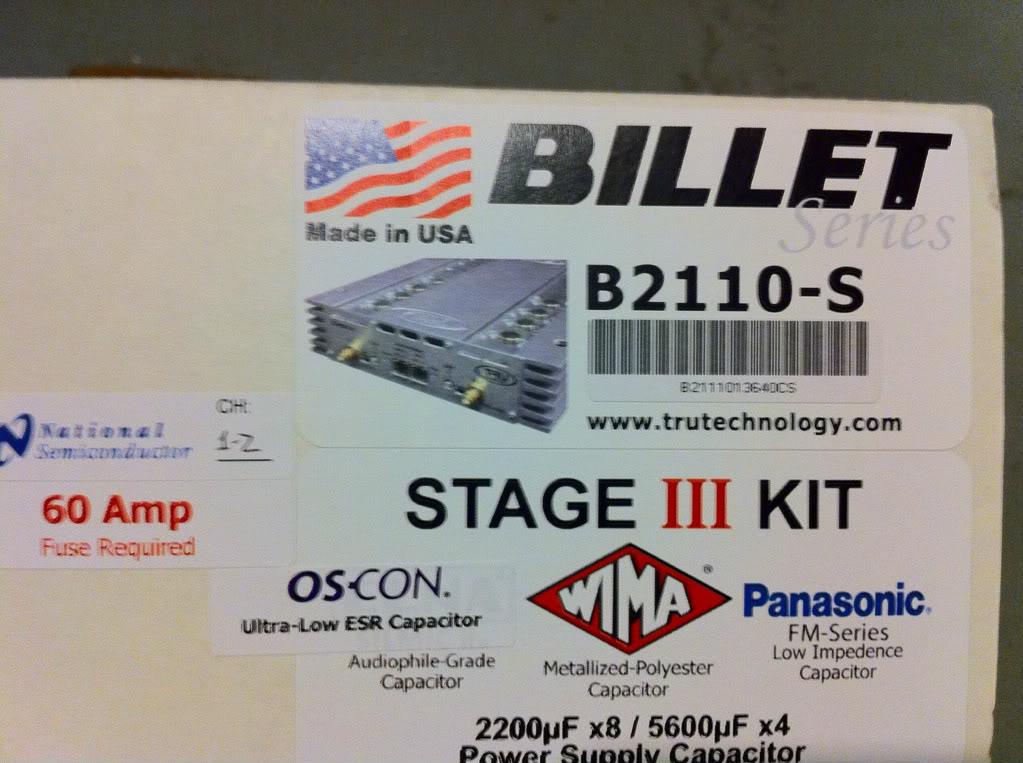 BILLET
Series
Made in USA
B2110-S
B2111013640CS
www.trutechnology.com
National
Semiconductor
CH:
1-2
60 Amp
Fuse Required
STAGE III KIT
OS-CON.
Ultra-Low ESR Capacitor
Audiophile-Grade
Capacitor
WIMA®
Metallized-Polyester
Capacitor
Panasonic®
FM-Series
Low Impedence
Capacitor
2200µF x8 / 5600µF x4
Power Supply Capacitor